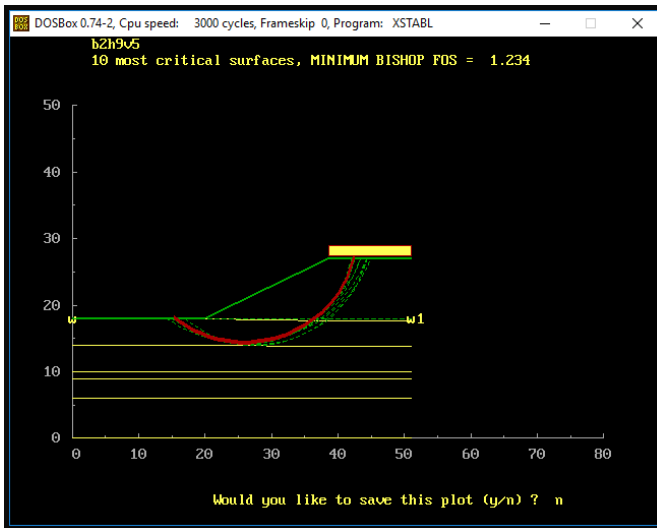 DOSBox 0.74-2, Cpu speed: 3000 cycles, Frameskip 0, Program: XSTABL
b2h9v5
10 most critical surfaces, MINIMUM BISHOP FOS = 1.234
50
40
30
20
w w1
10
0
0 10 20 30 40 50 60 70 80
Would you like to save this plot (y/n) ? n